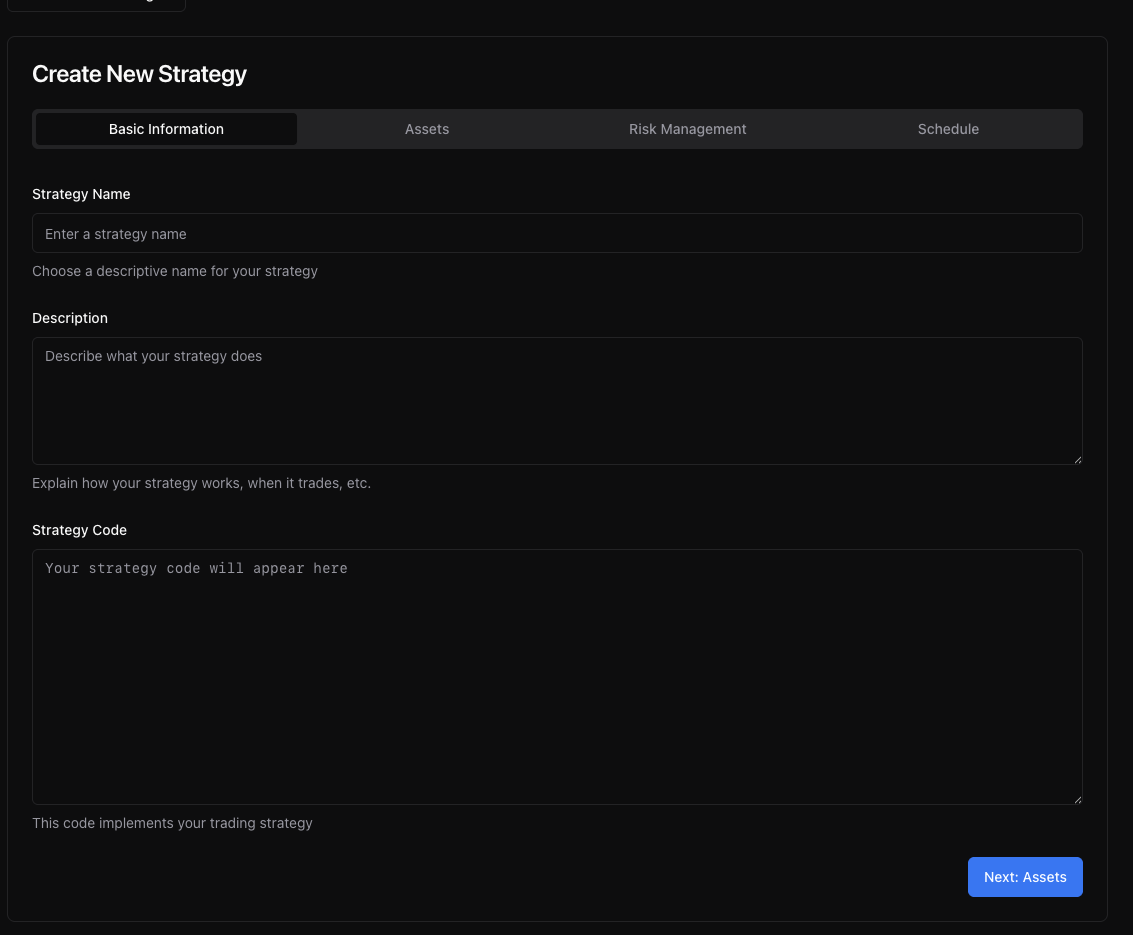 Create New Strategy
Basic Information
Assets
Risk Management
Schedule
Strategy Name
Enter a strategy name
Choose a descriptive name for your strategy
Description
Describe what your strategy does
Explain how your strategy works, when it trades, etc.
Strategy Code
Your strategy code will appear here
This code implements your trading strategy
Next: Assets